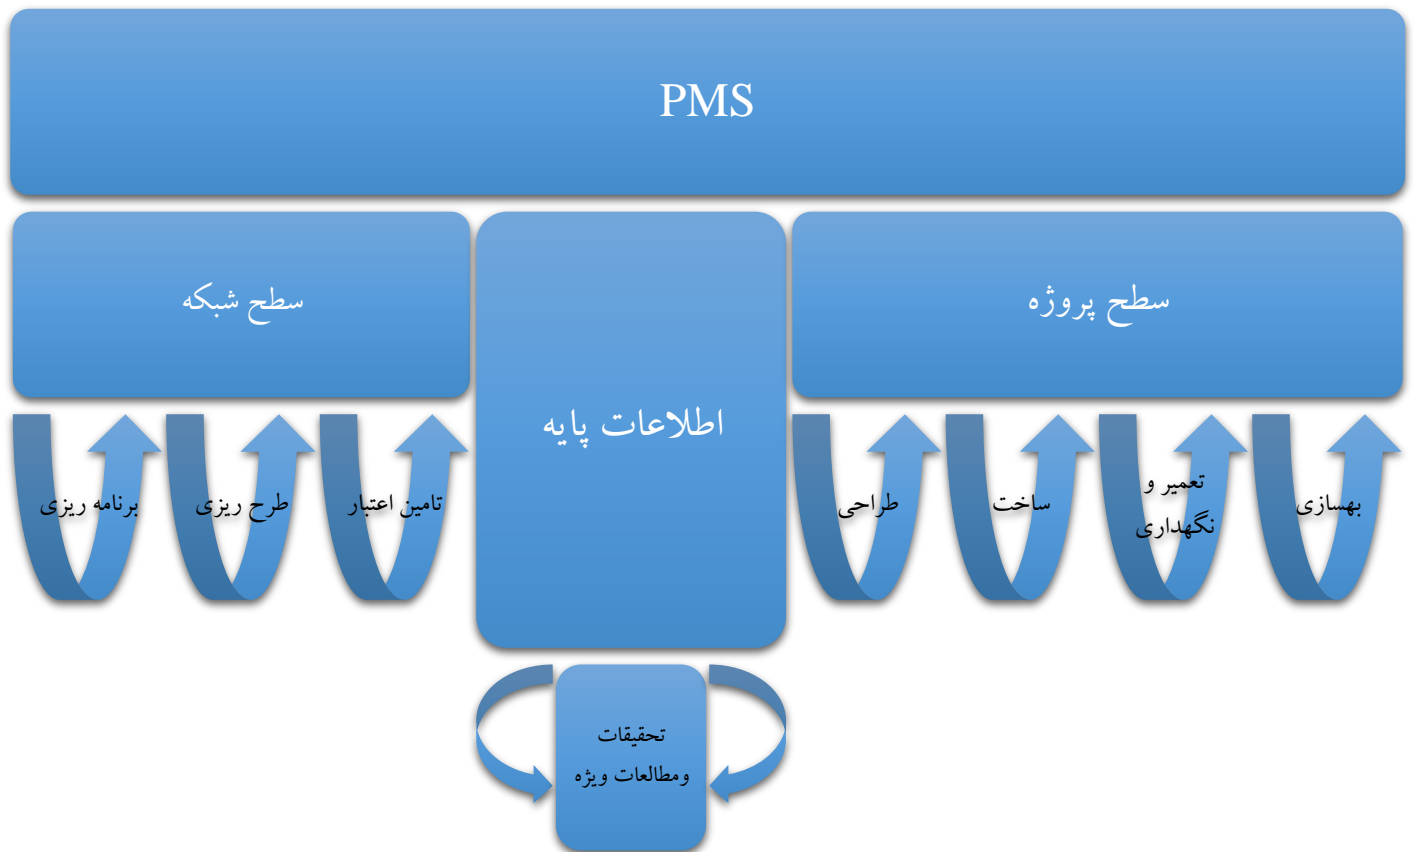 PMS
سطح پروژه
سطح شبکه
اطلاعات پایه
بهسازی
تعمیر و
نگهداری
ساخت
طراحی
تامین اعتبار
طرح ریزی
برنامه ریزی
تحقیقات
ومطالعات ویژه